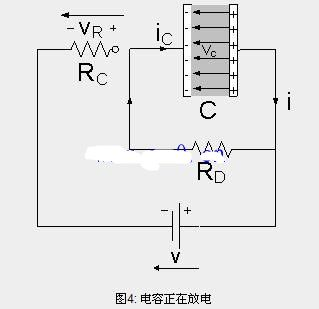 - V_R +
R_C
i_C
V_C
C
i
R_D
- +
V
图4: 电容正在放电